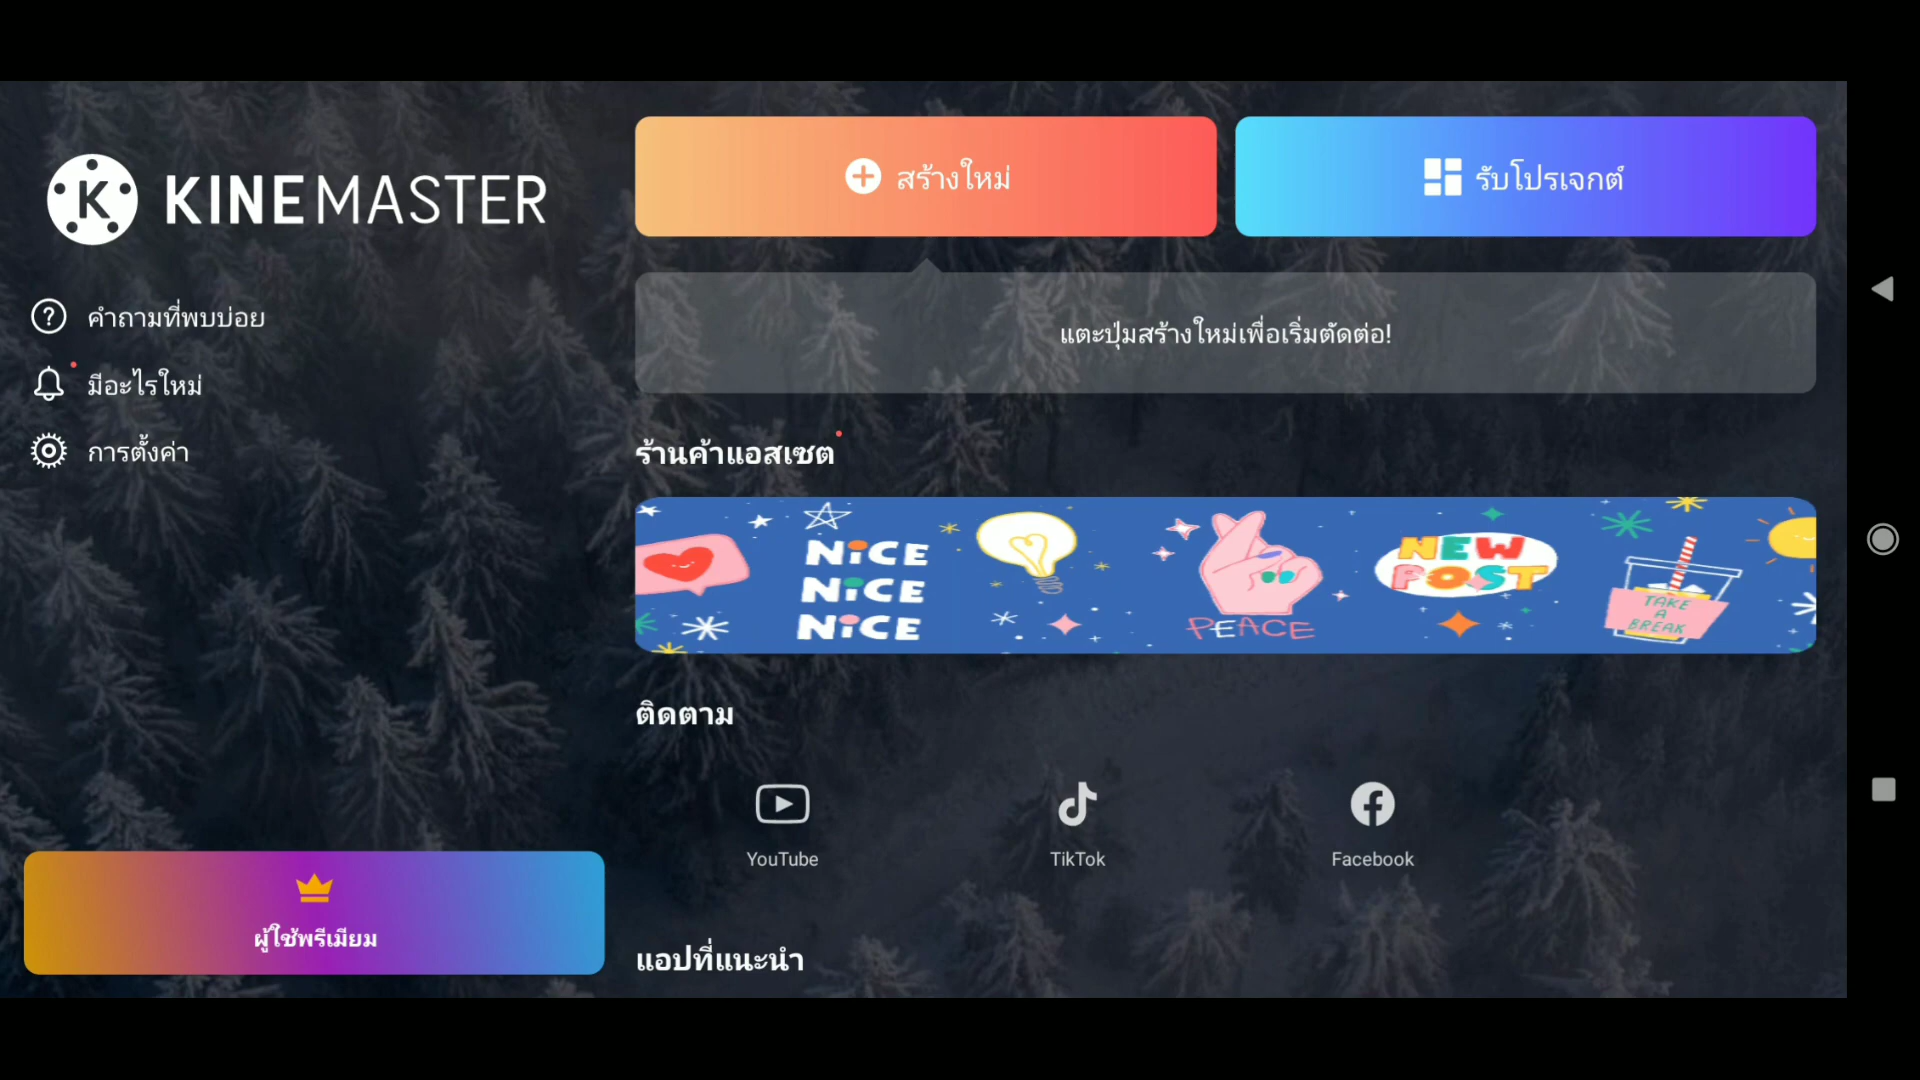 KINEMASTER
คำถามที่พบบ่อย
มีอะไรใหม่
การตั้งค่า
ผู้ใช้พรีเมียม
สร้างใหม่
รับโปรเจกต์
แตะปุ่มสร้างใหม่เพื่อเริ่มตัดต่อ!
ร้านค้าแอสเซต
NiCE
NiCE
NiCE
PEACE
NEW
POST
TAKE
A
BREAK
ติดตาม
YouTube
TikTok
Facebook
แอปที่แนะนำ